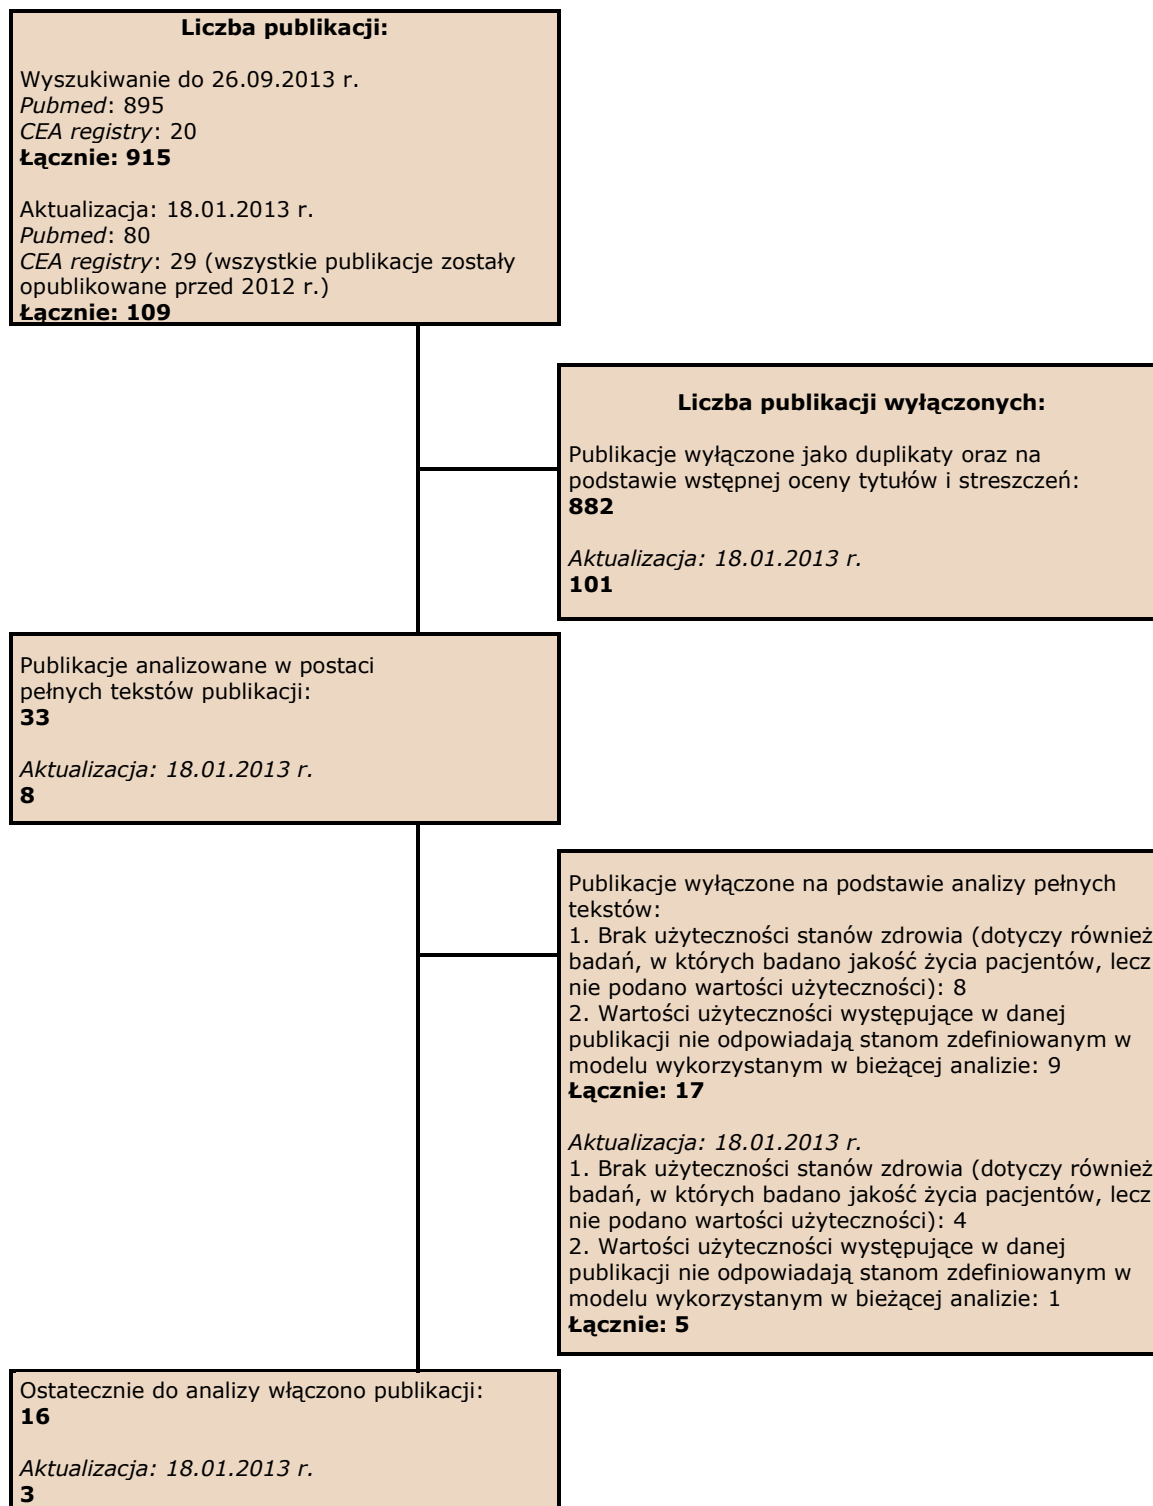 Liczba publikacji:
Wyszukiwanie do 26.09.2013 r.
Pubmed: 895
CEA registry: 20
Łącznie: 915
Aktualizacja: 18.01.2013 r.
Pubmed: 80
CEA registry: 29 (wszystkie publikacje zostały
opublikowane przed 2012 r.)
Łącznie: 109
Liczba publikacji wyłączonych:
Publikacje wyłączone jako duplikaty oraz na
podstawie wstępnej oceny tytułów i streszczeń:
882
Aktualizacja: 18.01.2013 r.
101
Publikacje analizowane w postaci
pełnych tekstów publikacji:
33
Aktualizacja: 18.01.2013 r.
8
Publikacje wyłączone na podstawie analizy pełnych
tekstów:
1. Brak użyteczności stanów zdrowia (dotyczy również
badań, w których badano jakość życia pacjentów, lecz
nie podano wartości użyteczności): 8
2. Wartości użyteczności występujące w danej
publikacji nie odpowiadają stanom zdefiniowanym w
modelu wykorzystanym w bieżącej analizie: 9
Łącznie: 17
Aktualizacja: 18.01.2013 r.
1. Brak użyteczności stanów zdrowia (dotyczy również
badań, w których badano jakość życia pacjentów, lecz
nie podano wartości użyteczności): 4
2. Wartości użyteczności występujące w danej
publikacji nie odpowiadają stanom zdefiniowanym w
modelu wykorzystanym w bieżącej analizie: 1
Łącznie: 5
Ostatecznie do analizy włączono publikacji:
16
Aktualizacja: 18.01.2013 r.
3